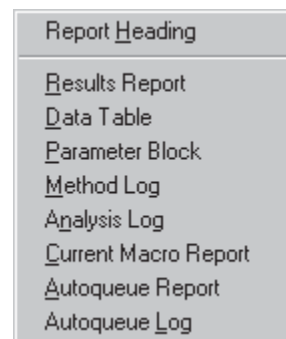 Report Heading
Results Report
Data Table
Parameter Block
Method Log
Analysis Log
Current Macro Report
Autoqueue Report
Autoqueue Log